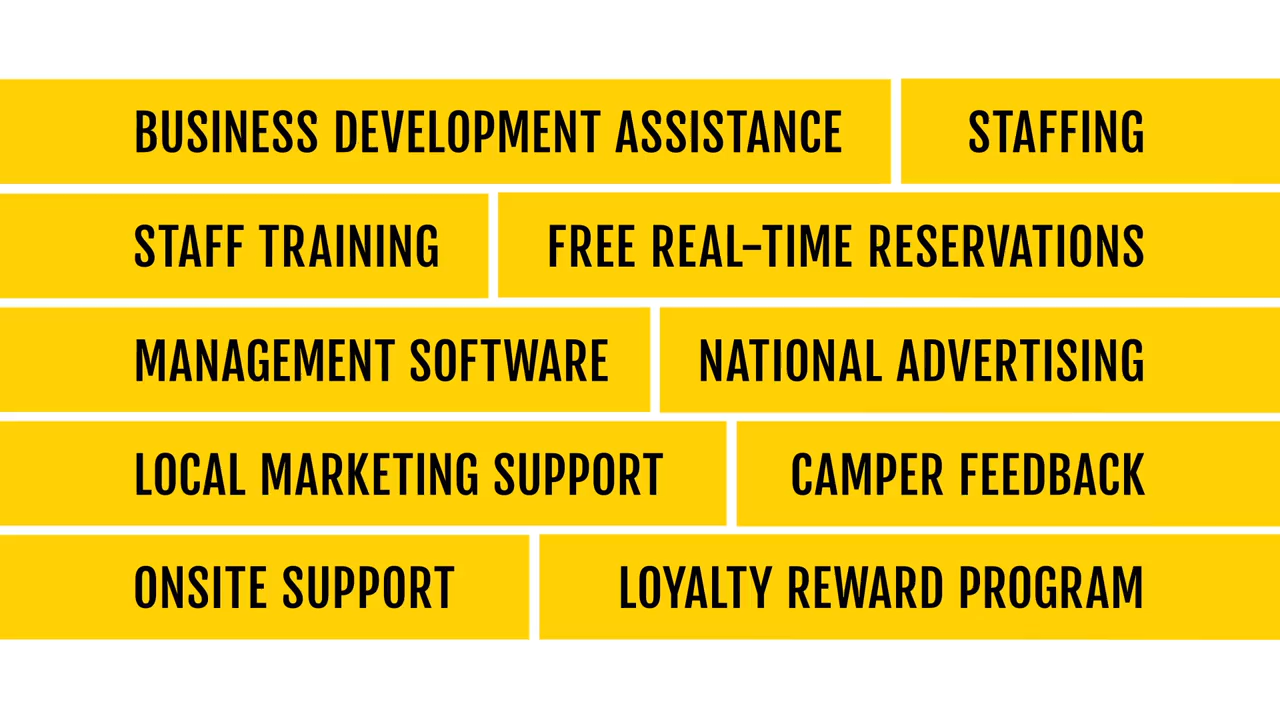 BUSINESS DEVELOPMENT ASSISTANCE
STAFFING
STAFF TRAINING
FREE REAL-TIME RESERVATIONS
MANAGEMENT SOFTWARE
NATIONAL ADVERTISING
LOCAL MARKETING SUPPORT
CAMPER FEEDBACK
ONSITE SUPPORT
LOYALTY REWARD PROGRAM